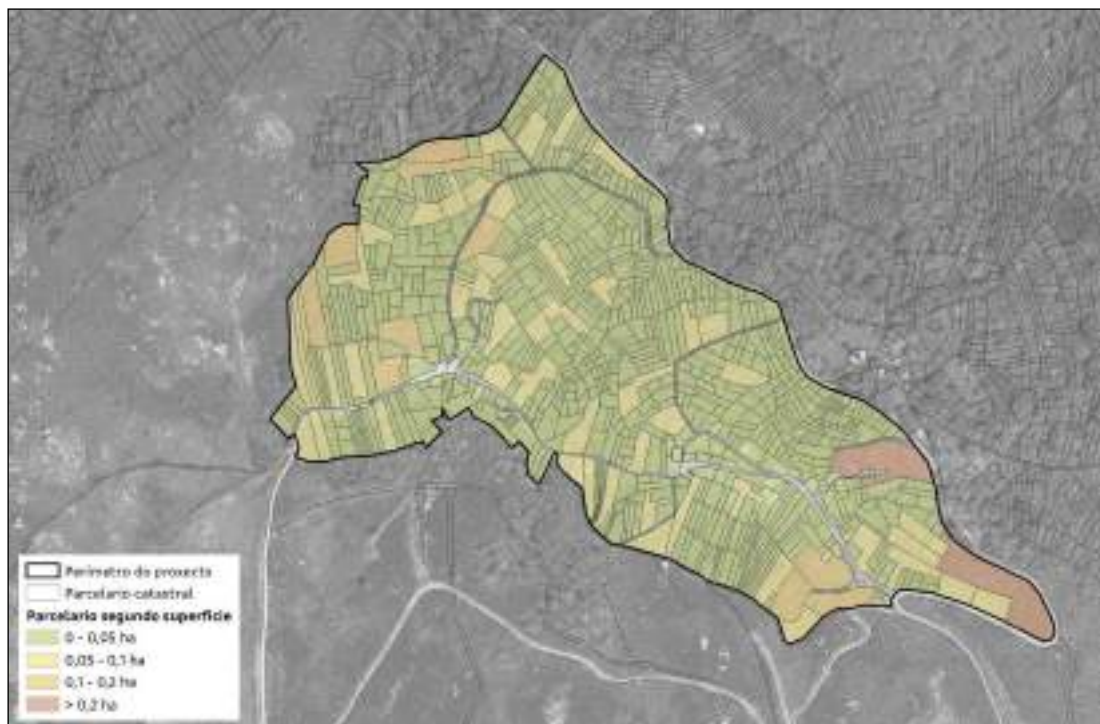 Perímetro do proxecto
Parcelario catastral
Parcelario segundo superficie
0 - 0,05 ha
0,05 - 0,1 ha
0,1 - 0,2 ha
> 0,2 ha